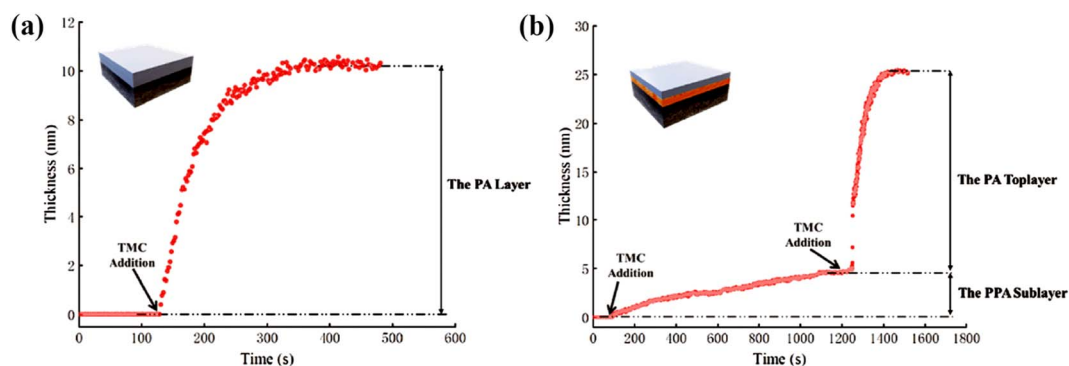 (a)
12
10
8
6
4
2
0
Thickness (nm)
TMC
Addition
The PA Layer
0 100 200 300 400 500 600
Time (s)
(b)
30
25
20
15
10
5
0
Thickness (nm)
TMC
Addition
TMC
Addition
The PA Toplayer
The PPA Sublayer
0 200 400 600 800 1000 1200 1400 1600 1800
Time (s)